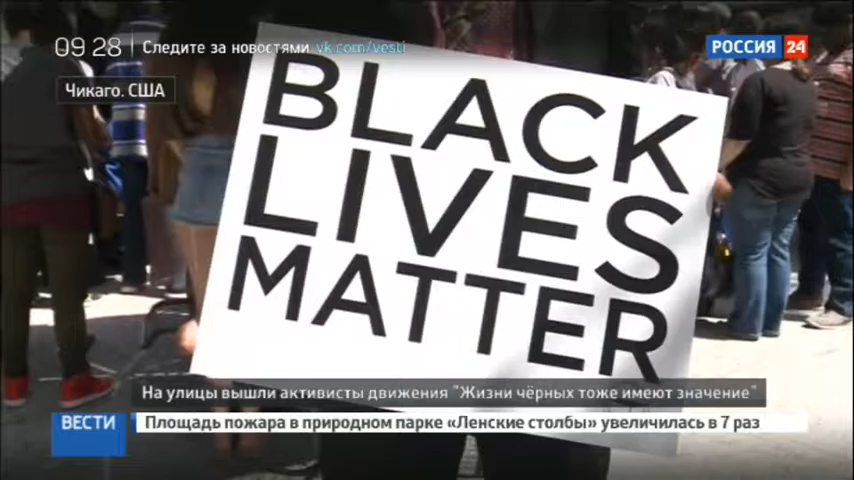 09 28 Следите за новостями vk.com/vesti
РОССИЯ 24
Чикаго. США
BLACK
LIVES
MATTER
На улицы вышли активисты движения "Жизни чёрных тоже имеют значение"
ВЕСТИ
Площадь пожара в природном парке «Ленские столбы» увеличилась в 7 раз